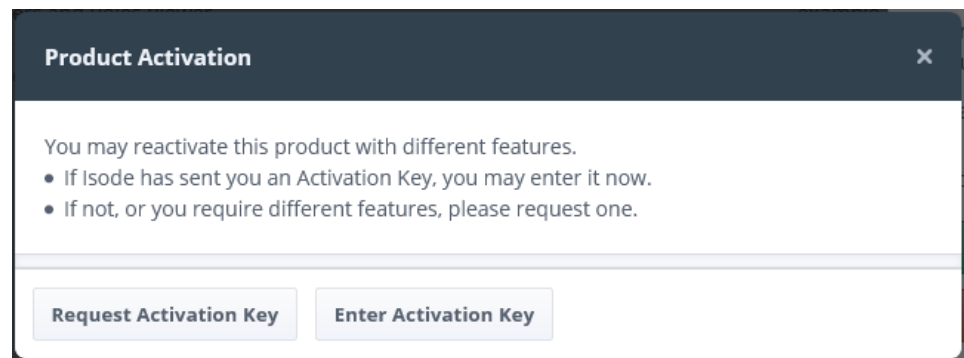 Product Activation
×
You may reactivate this product with different features.
• If Isode has sent you an Activation Key, you may enter it now.
• If not, or you require different features, please request one.
Request Activation Key Enter Activation Key